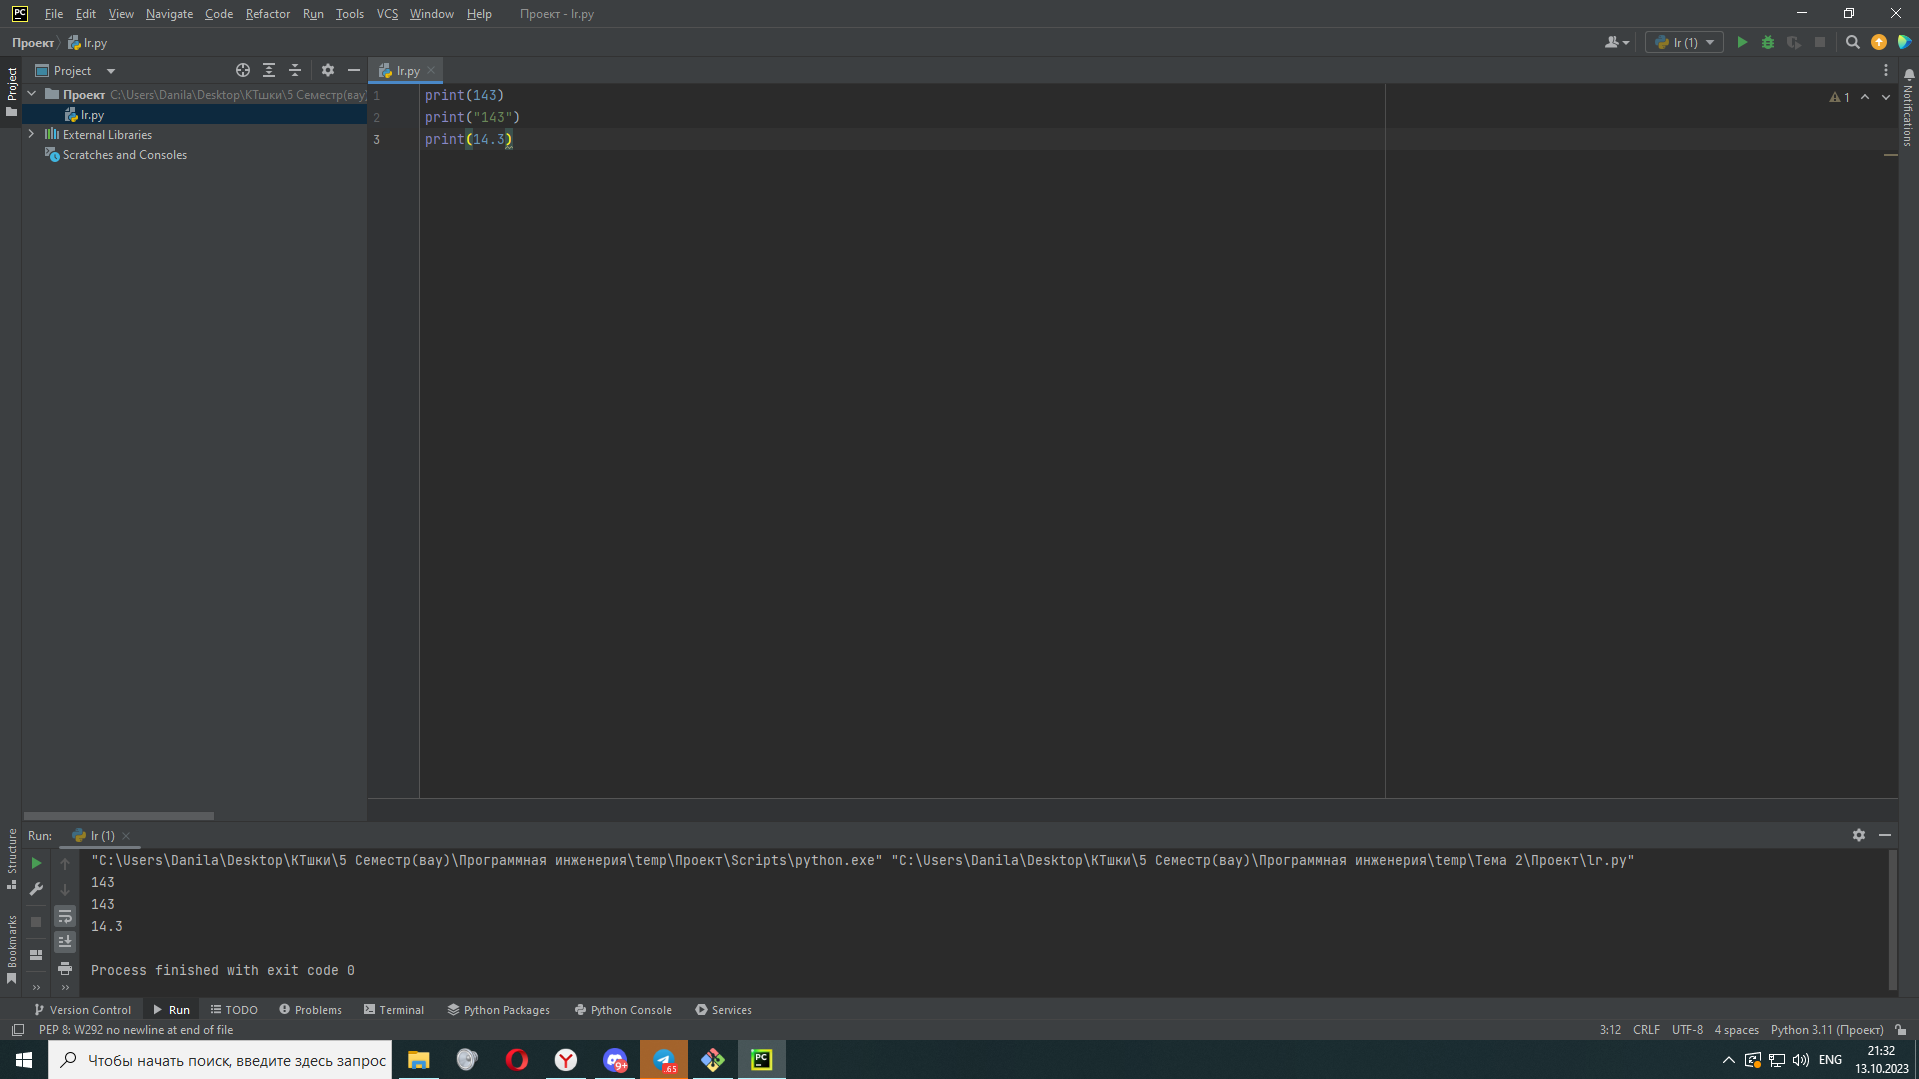 PC File Edit View Navigate Code Refactor Run Tools VCS Window Help Проект - lr.py
Проект lr.py lr (1)
Project
Project lr.py
Проект C:\Users\Danila\Desktop\КТшки\5 Семестр(вау)
lr.py
External Libraries
Scratches and Consoles
1 print(143)
2 print("143")
3 print(14.3)
1
Notifications
Structure
Bookmarks
Run: lr (1)
"C:\Users\Danila\Desktop\КТшки\5 Семестр(вау)\Программная инженерия\temp\Проект\Scripts\python.exe" "C:\Users\Danila\Desktop\КТшки\5 Семестр(вау)\Программная инженерия\temp\Тема 2\Проект\lr.py"
143
143
14.3
Process finished with exit code 0
Version Control Run TODO Problems Terminal Python Packages Python Console Services
PEP 8: W292 no newline at end of file 3:12 CRLF UTF-8 4 spaces Python 3.11 (Проект)
Чтобы начать поиск, введите здесь запрос 9+ .65 PC ENG 21:32
13.10.2023